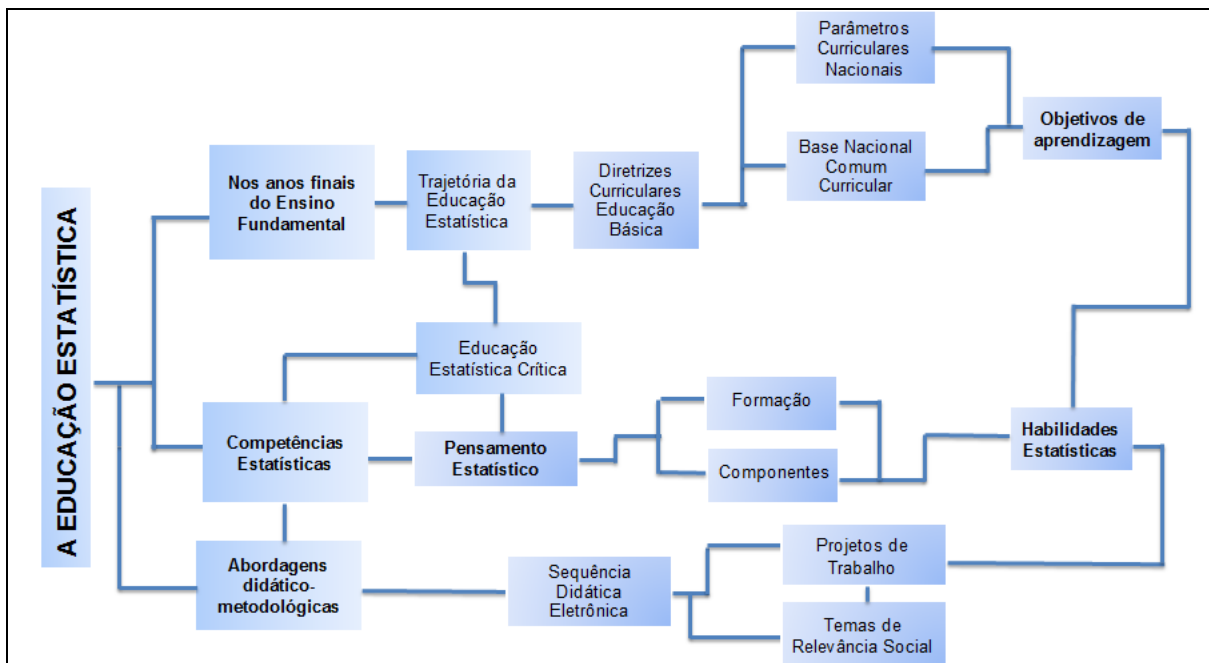 A EDUCAÇÃO ESTATÍSTICA
Nos anos finais
do Ensino
Fundamental
Trajetória da
Educação
Estatística
Diretrizes
Curriculares
Educação
Básica
Parâmetros
Curriculares
Nacionais
Base Nacional
Comum
Curricular
Objetivos de
aprendizagem
Educação
Estatística Crítica
Competências
Estatísticas
Pensamento
Estatístico
Formação
Componentes
Habilidades
Estatísticas
Abordagens
didático-
metodológicas
Sequência
Didática
Eletrônica
Projetos de
Trabalho
Temas de
Relevância Social